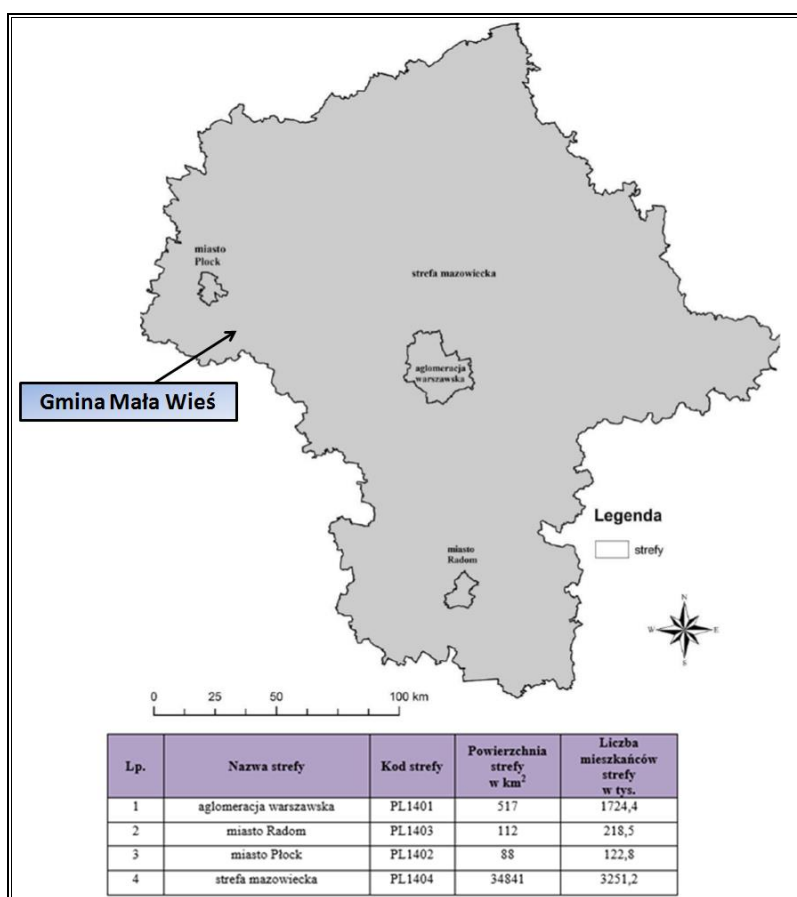 miasto
Płock
strefa mazowiecka
aglomeracja
warszawska
Gmina Mała Wieś
Legenda
strefy
miasto
Radom
N
W E
S
0 25 50 100 km
Lp. Nazwa strefy Kod strefy Powierzchnia strefy w km² Liczba mieszkańców strefy w tys.
1 aglomeracja warszawska PL1401 517 1724,4
2 miasto Radom PL1403 112 218,5
3 miasto Płock PL1402 88 122,8
4 strefa mazowiecka PL1404 34841 3251,2